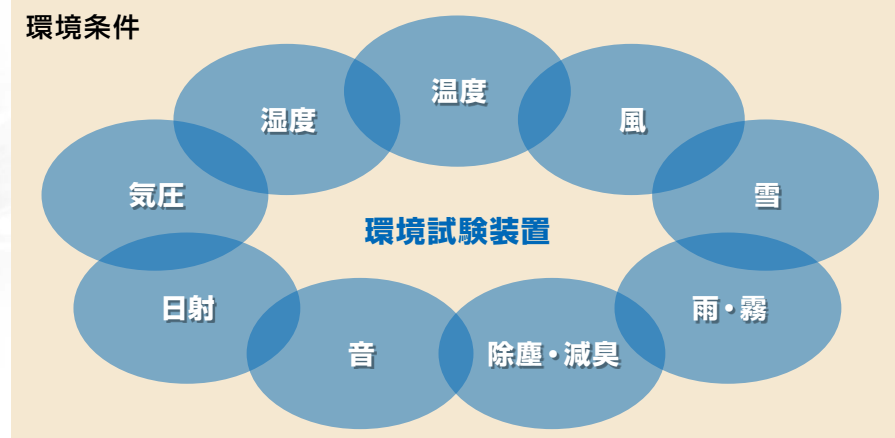 環境条件
温度
湿度
風
気圧
雪
環境試験装置
日射
雨・霧
音
除塵・減臭